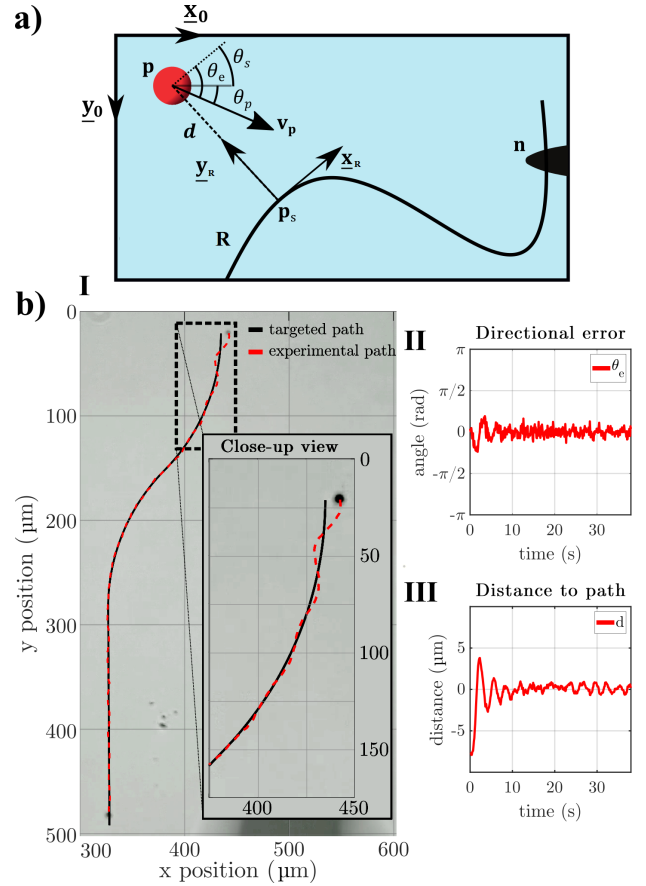 a)
x₀
p
θₛ
θₑ
θₚ
y₀
vₚ
d
n
y_R
x_R
pₛ
R
I
b)
0
100
200
300
400
500
y position (µm)
300
400
500
600
x position (µm)
targeted path
experimental path
Close-up view
0
50
100
150
400
450
II
Directional error
π
π/2
0
-π/2
-π
angle (rad)
θₑ
0
10
20
30
time (s)
III
Distance to path
5
0
-5
distance (µm)
d
0
10
20
30
time (s)